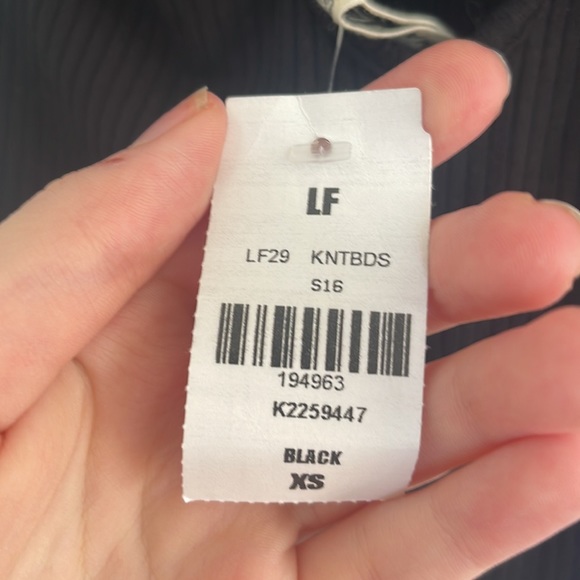 LF
LF29 KNTBDS
S16
194963
K2259447
BLACK
XS